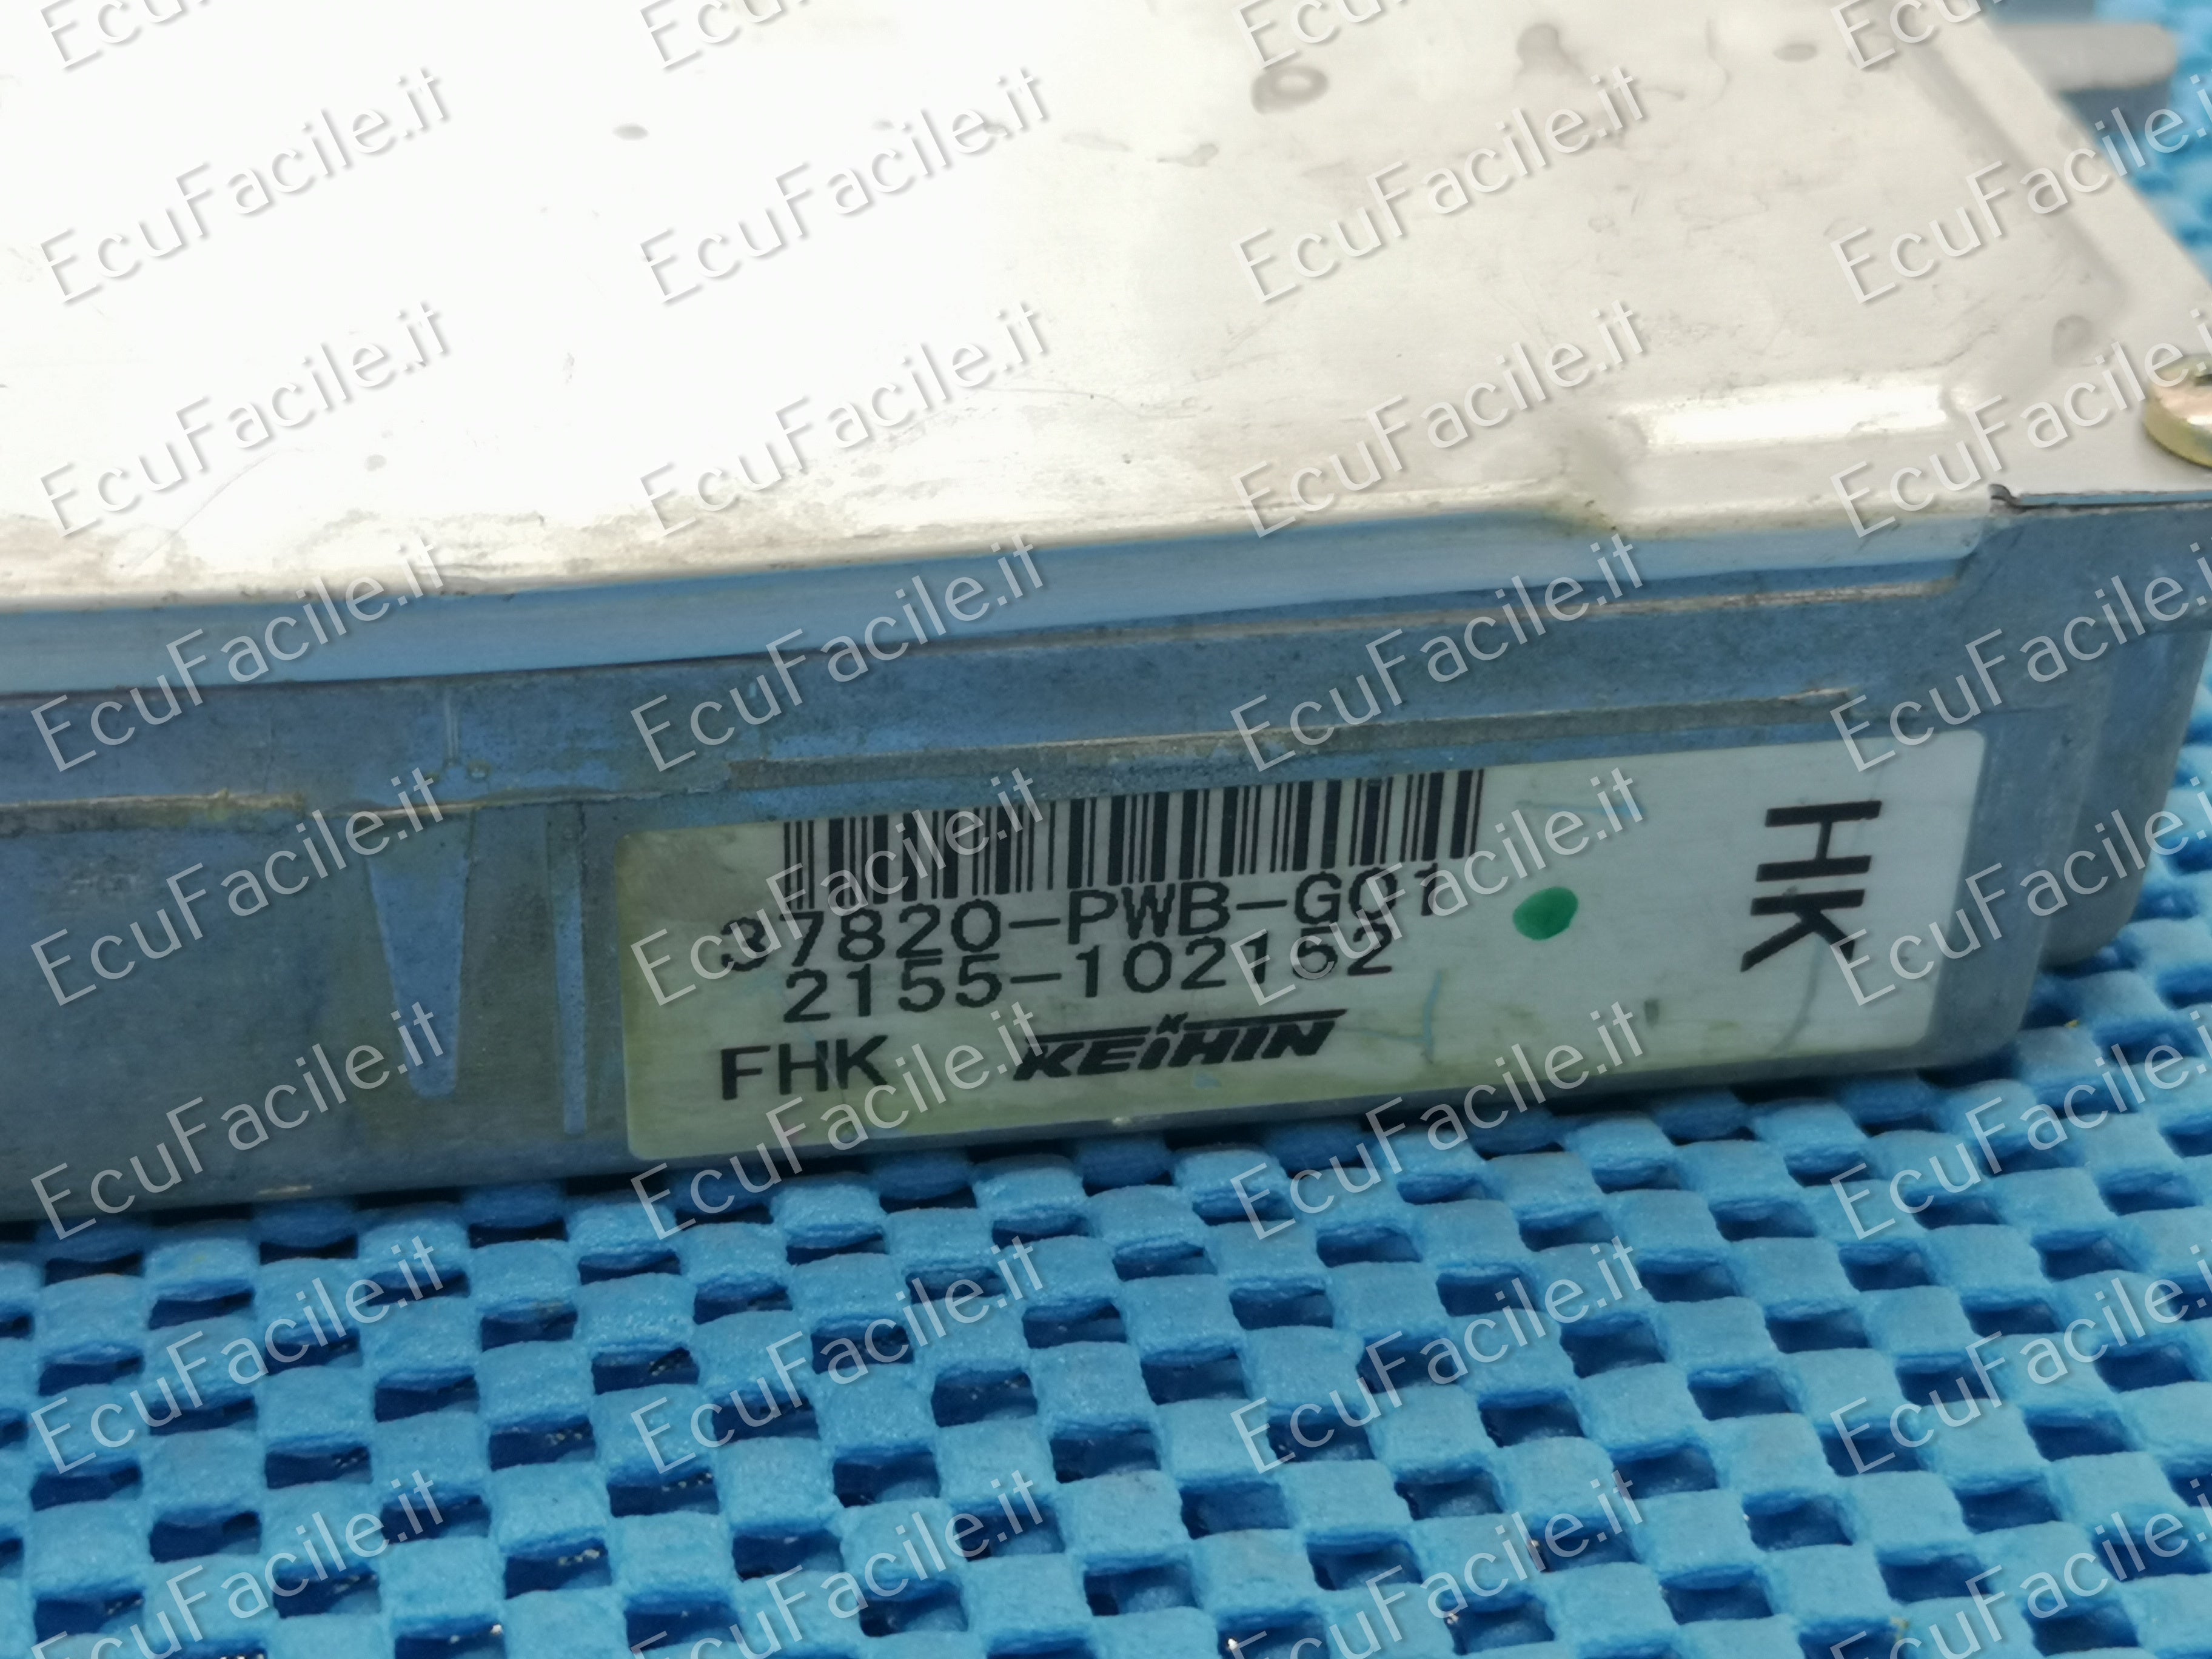 37820-PWB-G01
2155-102152
FHK KEIHIN
HK
EcuFacile.it